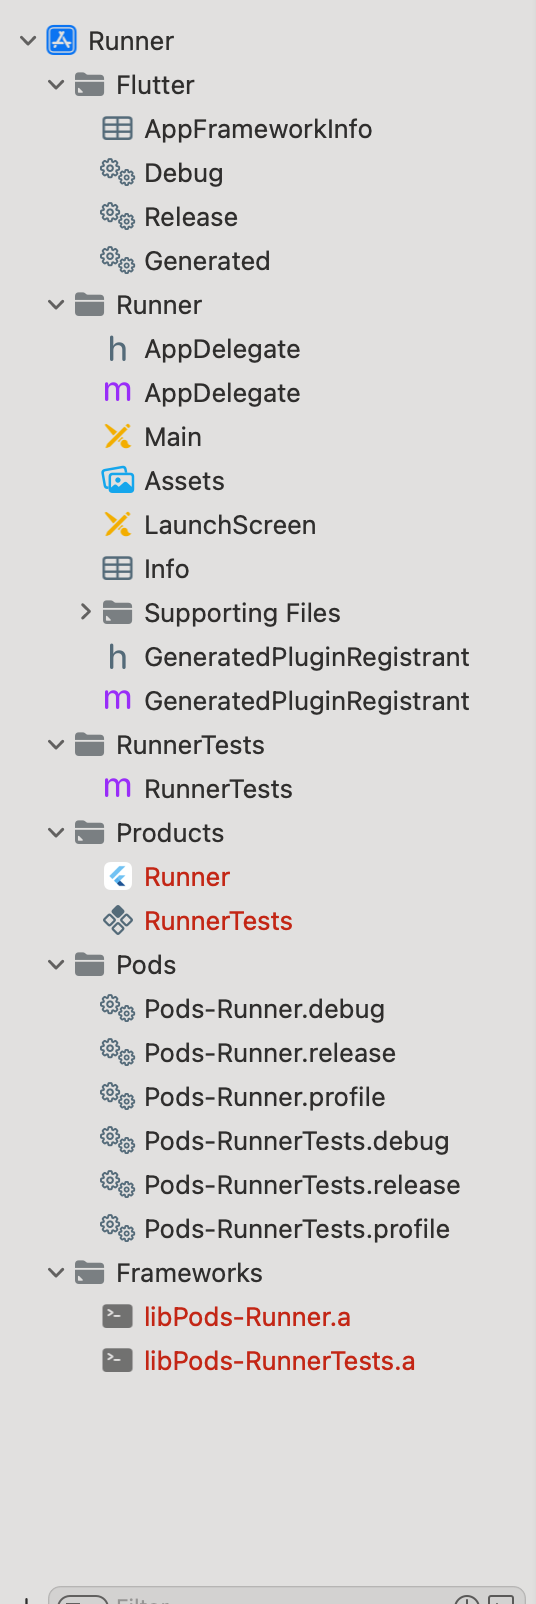 Runner
Flutter
AppFrameworkInfo
Debug
Release
Generated
Runner
h AppDelegate
m AppDelegate
Main
Assets
LaunchScreen
Info
Supporting Files
h GeneratedPluginRegistrant
m GeneratedPluginRegistrant
RunnerTests
m RunnerTests
Products
Runner
RunnerTests
Pods
Pods-Runner.debug
Pods-Runner.release
Pods-Runner.profile
Pods-RunnerTests.debug
Pods-RunnerTests.release
Pods-RunnerTests.profile
Frameworks
libPods-Runner.a
libPods-RunnerTests.a
Filter